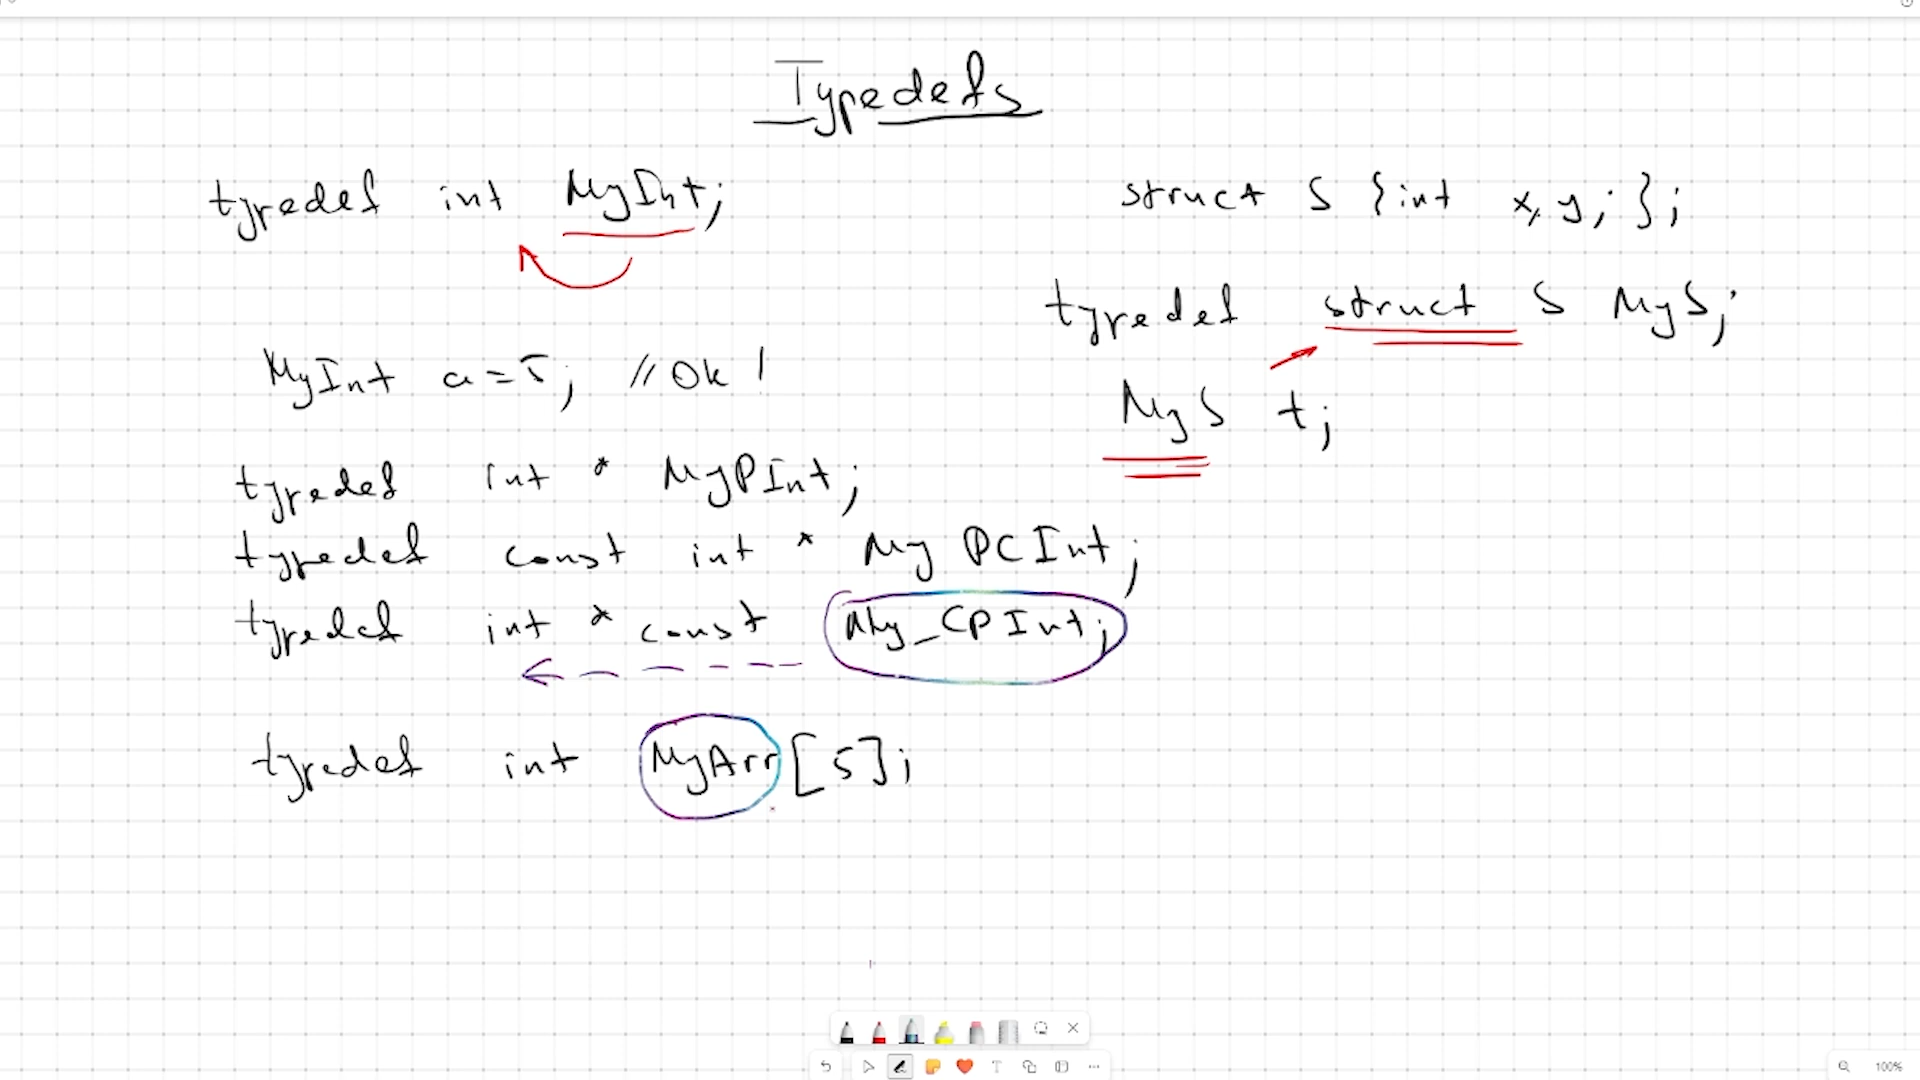 Typedefs
typedef int MyInt;
MyInt a=5; // Ok!
typedef int * MyPInt;
typedef const int * My PCInt;
typedef int * const My_CPInt;
typedef int MyArr[5];
struct S {int x, y; };
typedef struct S MyS;
MyS t;
100%